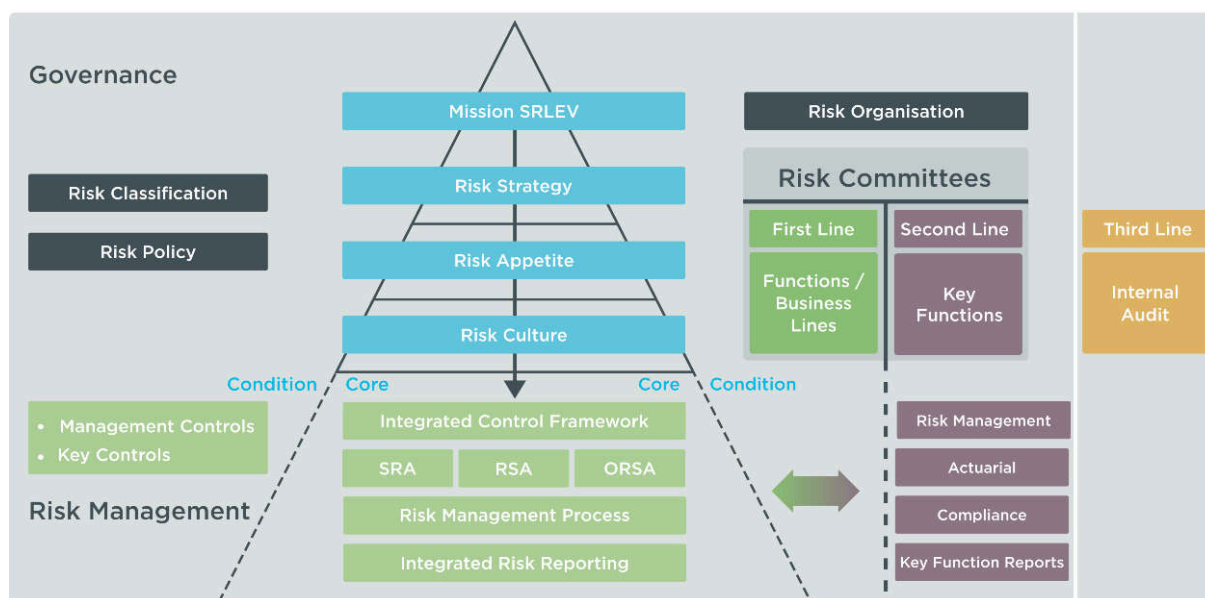 Governance
Mission SRLEV
Risk Organisation
Risk Classification
Risk Strategy
Risk Committees
Risk Policy
First Line
Second Line
Third Line
Risk Appetite
Functions /
Business
Lines
Key
Functions
Internal
Audit
Risk Culture
Condition
Core
Core
Condition
• Management Controls
• Key Controls
Integrated Control Framework
Risk Management
SRA
RSA
ORSA
Actuarial
Risk Management
Risk Management Process
Compliance
Integrated Risk Reporting
Key Function Reports